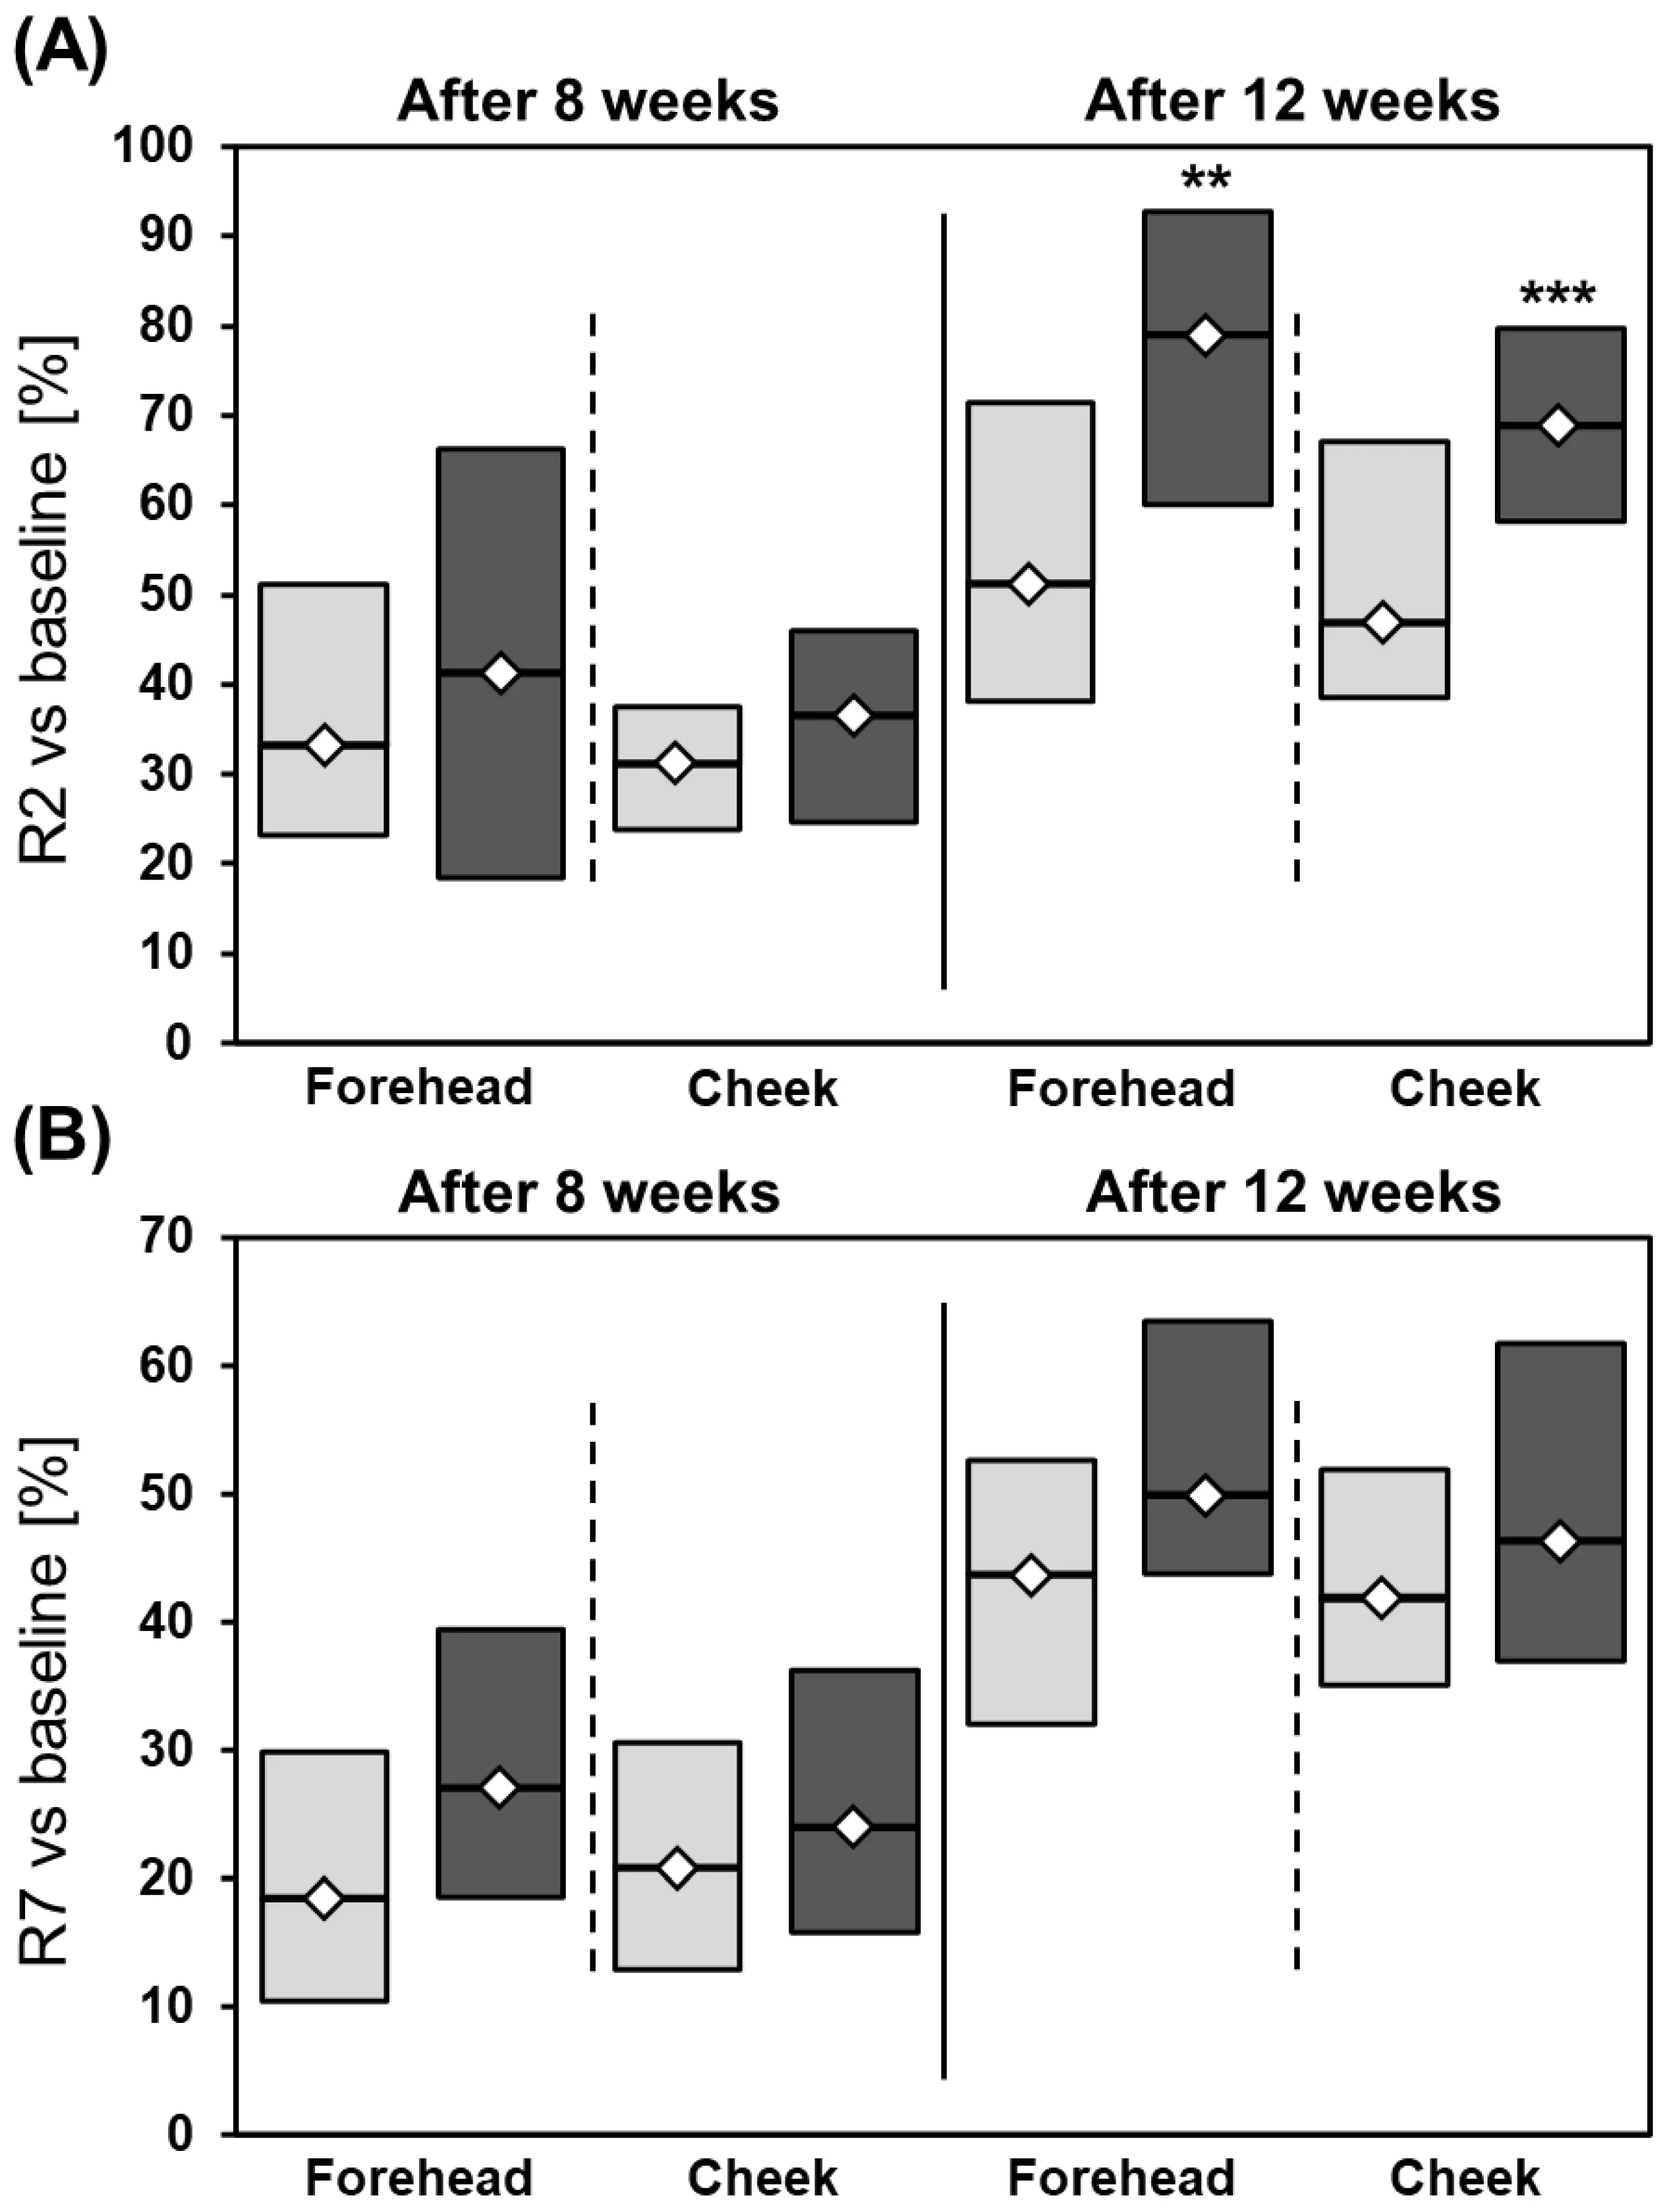 (A)
After 8 weeks After 12 weeks
R2 vs baseline [%]
100
90
80
70
60
50
40
30
20
10
0
**
***
Forehead Cheek Forehead Cheek
(B)
After 8 weeks After 12 weeks
R7 vs baseline [%]
70
60
50
40
30
20
10
0
Forehead Cheek Forehead Cheek